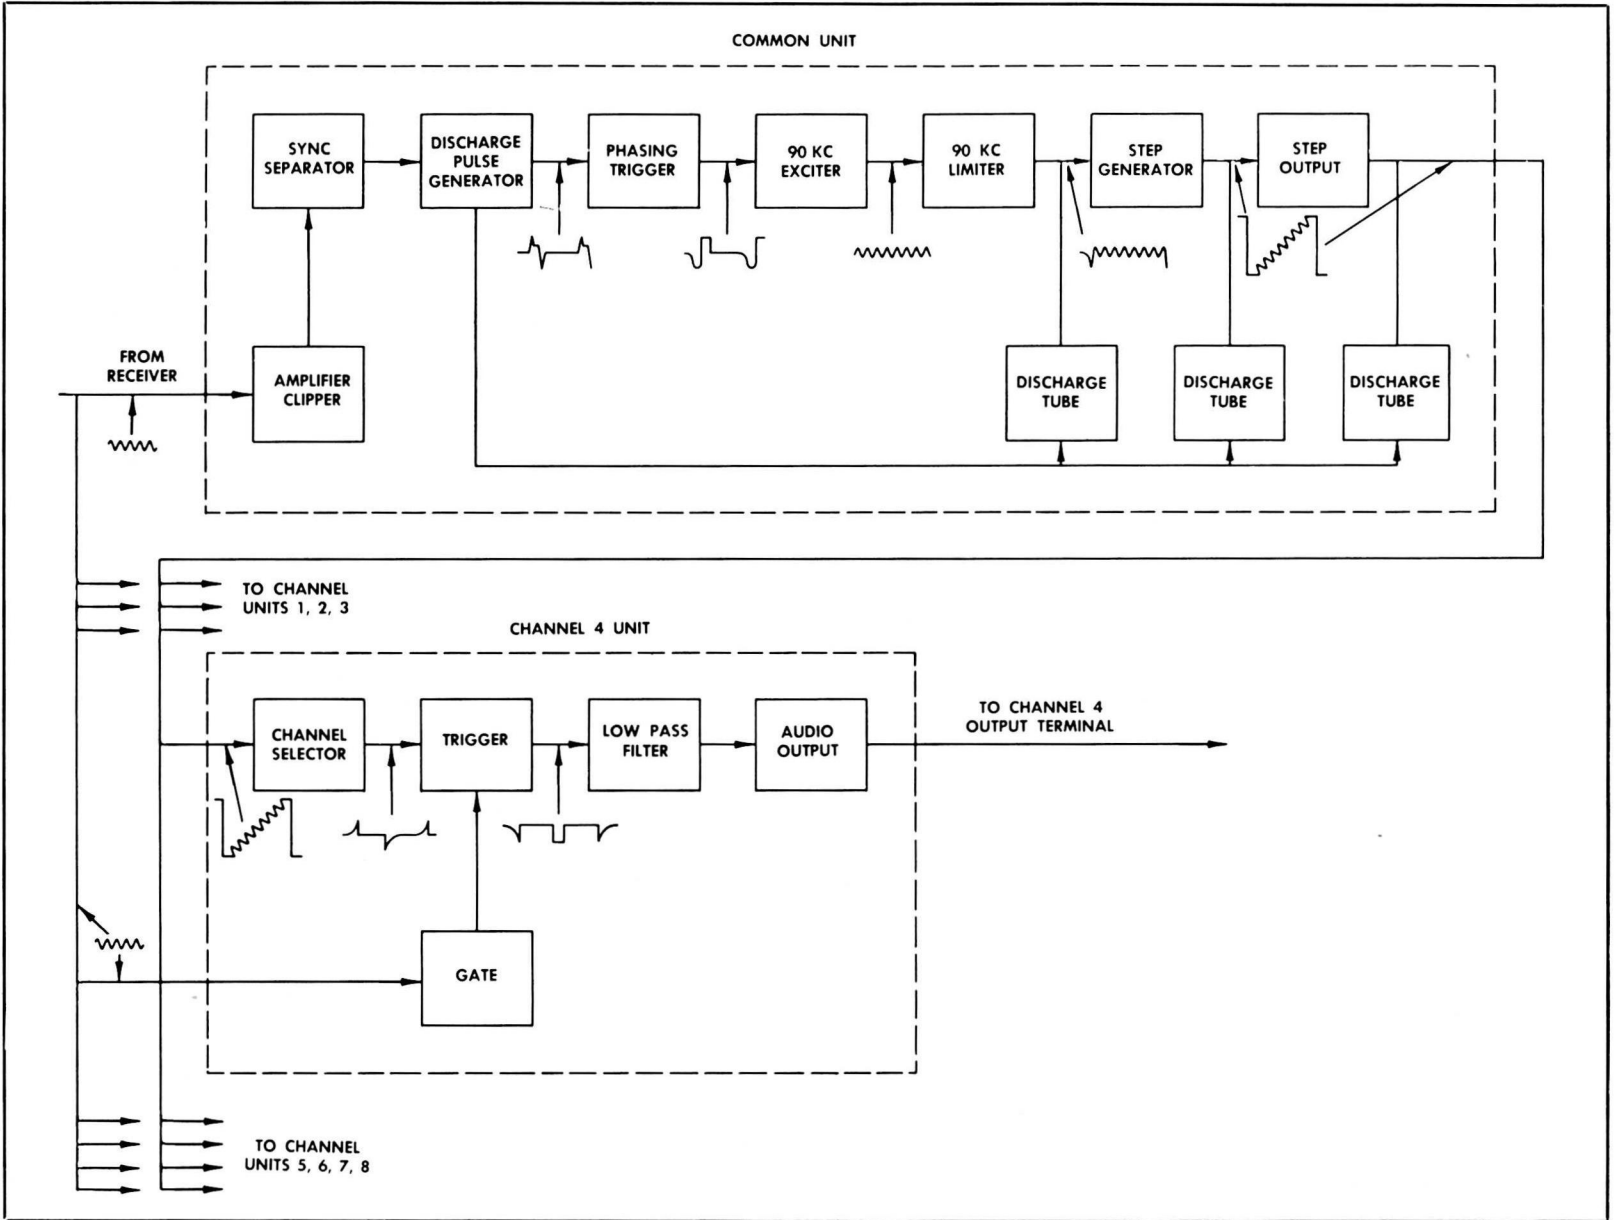 COMMON UNIT
SYNC
SEPARATOR
DISCHARGE
PULSE
GENERATOR
PHASING
TRIGGER
90 KC
EXCITER
90 KC
LIMITER
STEP
GENERATOR
STEP
OUTPUT
FROM
RECEIVER
AMPLIFIER
CLIPPER
DISCHARGE
TUBE
DISCHARGE
TUBE
DISCHARGE
TUBE
TO CHANNEL
UNITS 1, 2, 3
CHANNEL 4 UNIT
CHANNEL
SELECTOR
TRIGGER
LOW PASS
FILTER
AUDIO
OUTPUT
TO CHANNEL 4
OUTPUT TERMINAL
GATE
TO CHANNEL
UNITS 5, 6, 7, 8